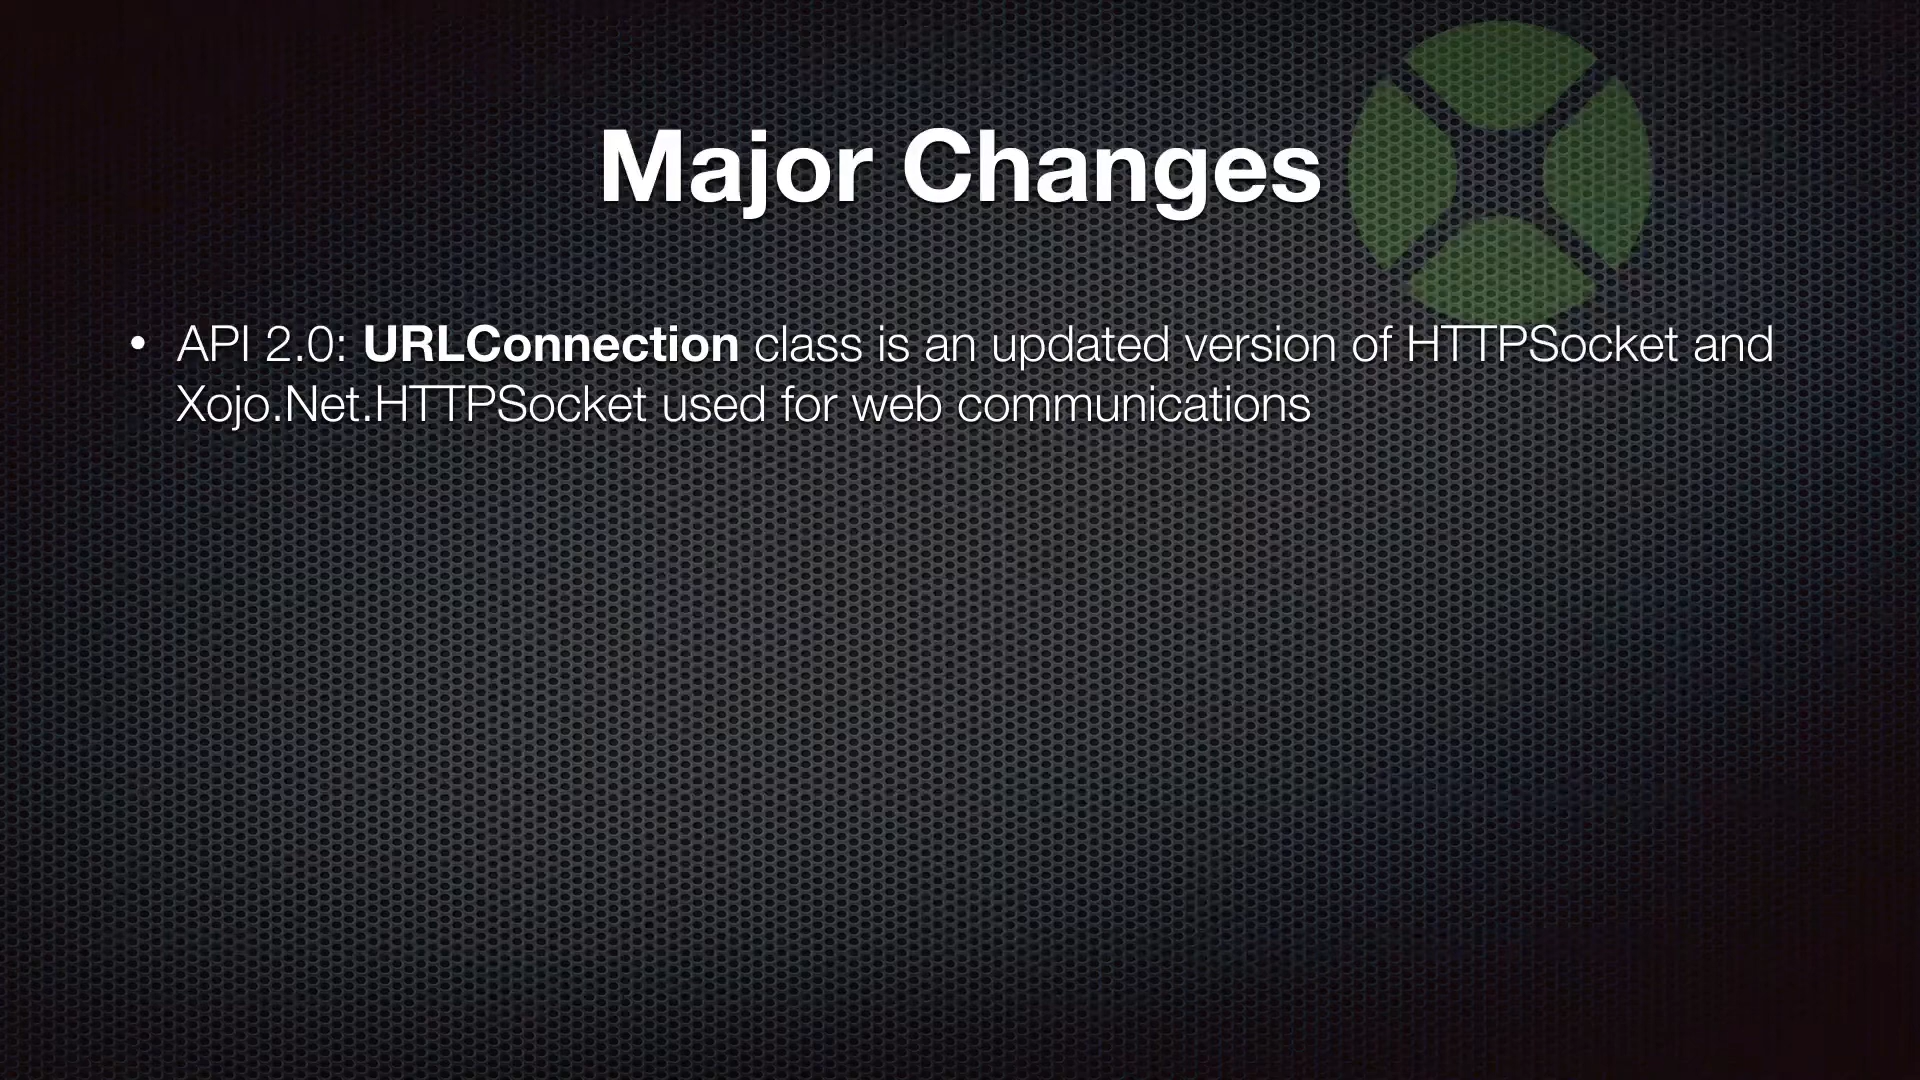 Major Changes
• API 2.0: URLConnection class is an updated version of HTTPSocket and
Xojo.Net.HTTPSocket used for web communications